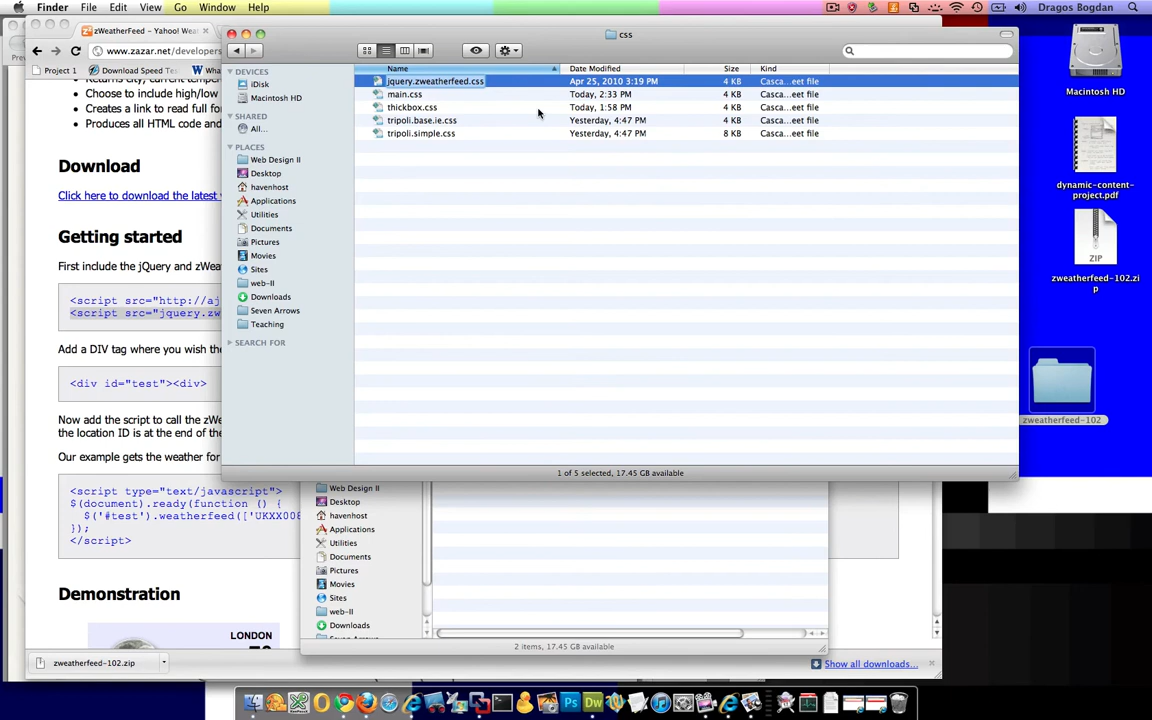 Finder File Edit View Go Window Help
Dragos Bogdan
zWeatherFeed - Yahoo! Wea
http://www.zazar.net/developers
Project 1 Download Speed Te Wha
Choose to include high/low
Creates a link to read full fo
Produces all HTML code and
Download
Click here to download the latest
Getting started
First include the jQuery and zWea
<script src="http://aj
<script src="jquery.zw
Add a DIV tag where you wish the
<div id="test"><div>
Now add the script to call the zWe
the location ID is at the end of the
Our example gets the weather for
<script type="text/javascript">
$(document).ready(function () {
$('#test').weatherfeed(['UKXX008
});
</script>
Demonstration
LONDON
zweatherfeed-102.zip
Show all downloads...
css
DEVICES
iDisk
Macintosh HD
SHARED
All...
PLACES
Web Design II
Desktop
havenhost
Applications
Utilities
Documents
Pictures
Movies
Sites
web-II
Downloads
Seven Arrows
Teaching
SEARCH FOR
Name Date Modified Size Kind
jquery.zweatherfeed.css Apr 25, 2010 3:19 PM 4 KB Casca...eet file
main.css Today, 2:33 PM 4 KB Casca...eet file
thickbox.css Today, 1:58 PM 4 KB Casca...eet file
tripoli.base.ie.css Yesterday, 4:47 PM 4 KB Casca...eet file
tripoli.simple.css Yesterday, 4:47 PM 8 KB Casca...eet file
1 of 5 selected, 17.45 GB available
Web Design II
Desktop
havenhost
Applications
Utilities
Documents
Pictures
Movies
Sites
web-II
Downloads
2 items, 17.45 GB available
Macintosh HD
dynamic-content-
project.pdf
ZIP
zweatherfeed-102.zi
p
zweatherfeed-102
Ps
Dw